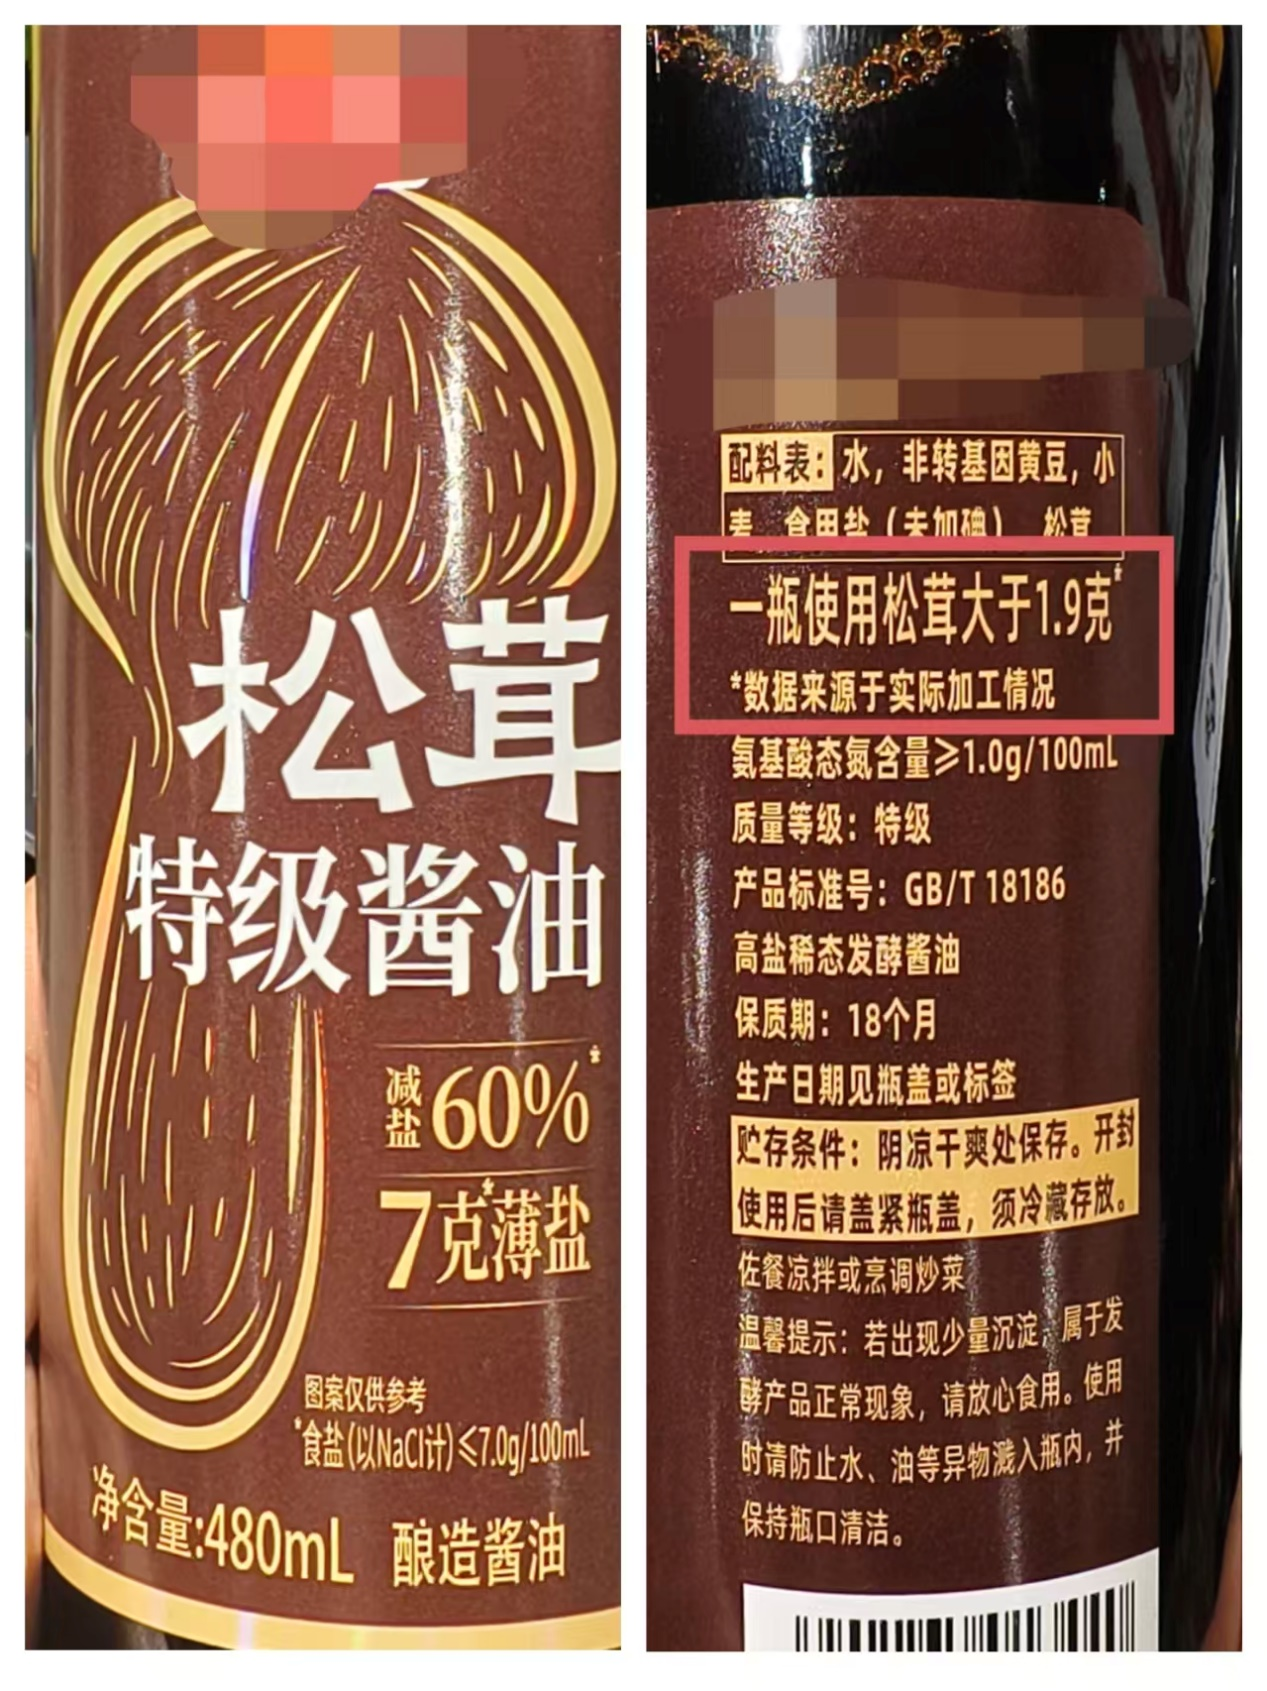 松茸
特级酱油
减盐60%*
7克*薄盐
图案仅供参考
*食盐(以NaCl计)≤7.0g/100mL
净含量:480mL
酿造酱油
配料表：水，非转基因黄豆，小
麦，食用盐（未加碘），松茸
一瓶使用松茸大于1.9克*
*数据来源于实际加工情况
氨基酸态氮含量≥1.0g/100mL
质量等级：特级
产品标准号：GB/T 18186
高盐稀态发酵酱油
保质期：18个月
生产日期见瓶盖或标签
贮存条件：阴凉干爽处保存。开封
使用后请盖紧瓶盖，须冷藏存放。
佐餐凉拌或烹调炒菜
温馨提示：若出现少量沉淀，属于发
酵产品正常现象，请放心食用。使用
时请防止水、油等异物溅入瓶内，并
保持瓶口清洁。